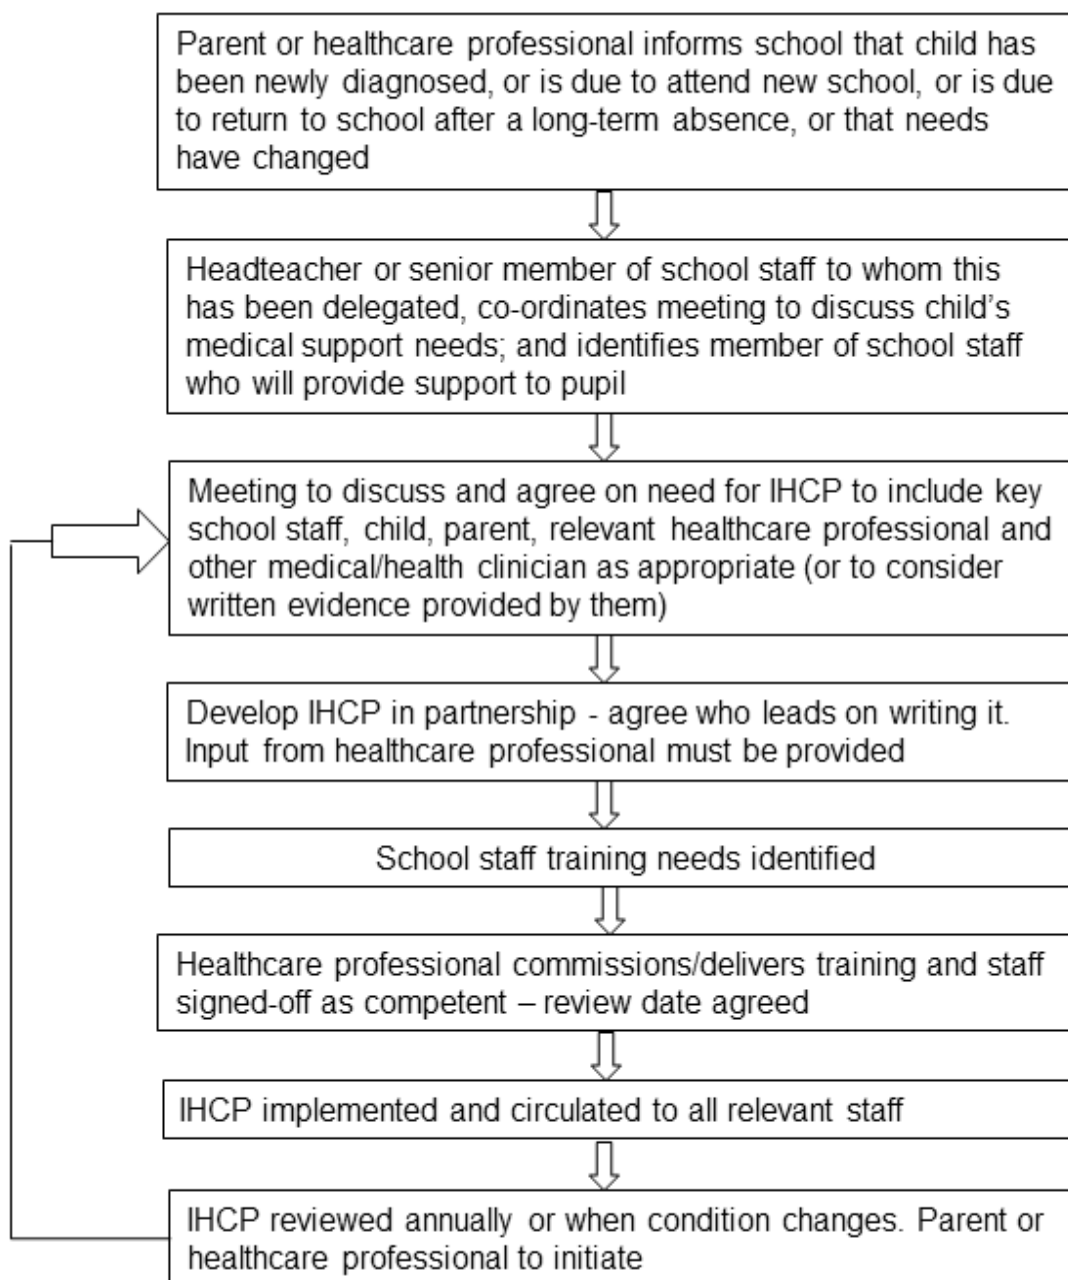 Parent or healthcare professional informs school that child has
been newly diagnosed, or is due to attend new school, or is due
to return to school after a long-term absence, or that needs
have changed
Headteacher or senior member of school staff to whom this
has been delegated, co-ordinates meeting to discuss child's
medical support needs; and identifies member of school staff
who will provide support to pupil
Meeting to discuss and agree on need for IHCP to include key
school staff, child, parent, relevant healthcare professional and
other medical/health clinician as appropriate (or to consider
written evidence provided by them)
Develop IHCP in partnership - agree who leads on writing it.
Input from healthcare professional must be provided
School staff training needs identified
Healthcare professional commissions/delivers training and staff
signed-off as competent – review date agreed
IHCP implemented and circulated to all relevant staff
IHCP reviewed annually or when condition changes. Parent or
healthcare professional to initiate